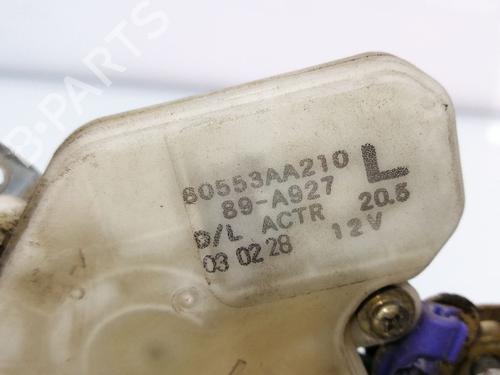 B-PARTS
60553AA210
89-A927
L
D/L ACTR 20.5
03 02 28 12V